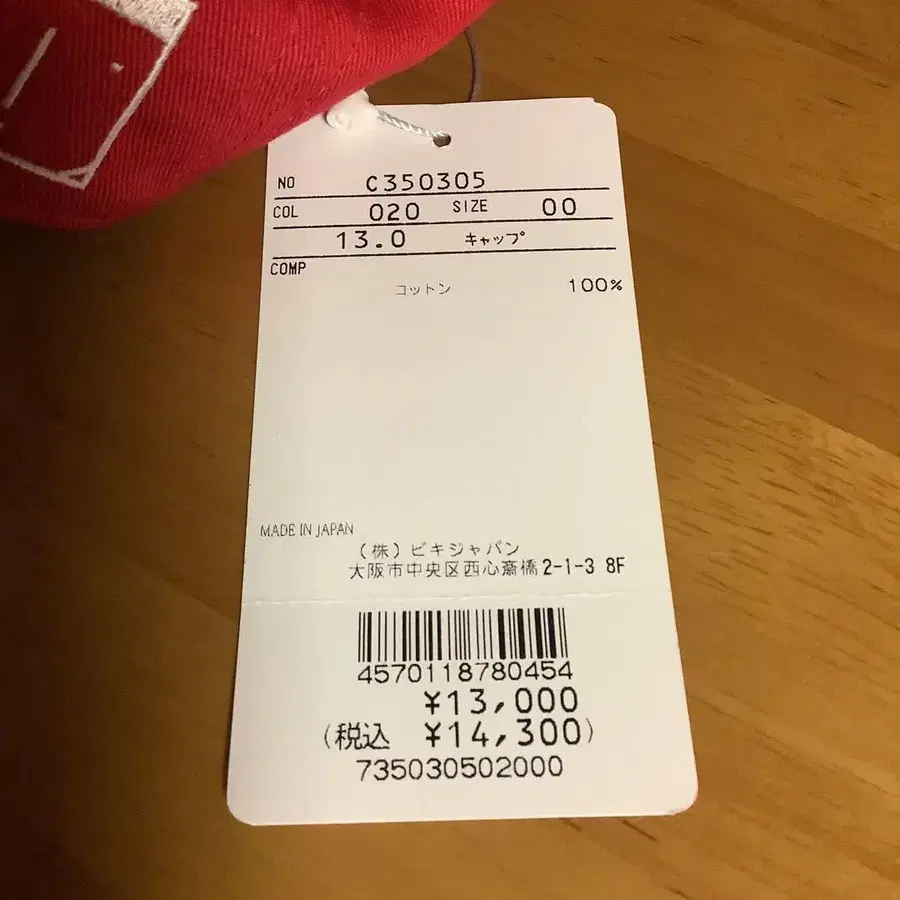 NO C350305
COL 020 SIZE 00
13.0 キャップ
COMP
コットン 100%
MADE IN JAPAN
(株)ビキジャパン
大阪市中央区西心斎橋2-1-3 8F
4570118780454
¥13,000
(税込 ¥14,300)
735030502000